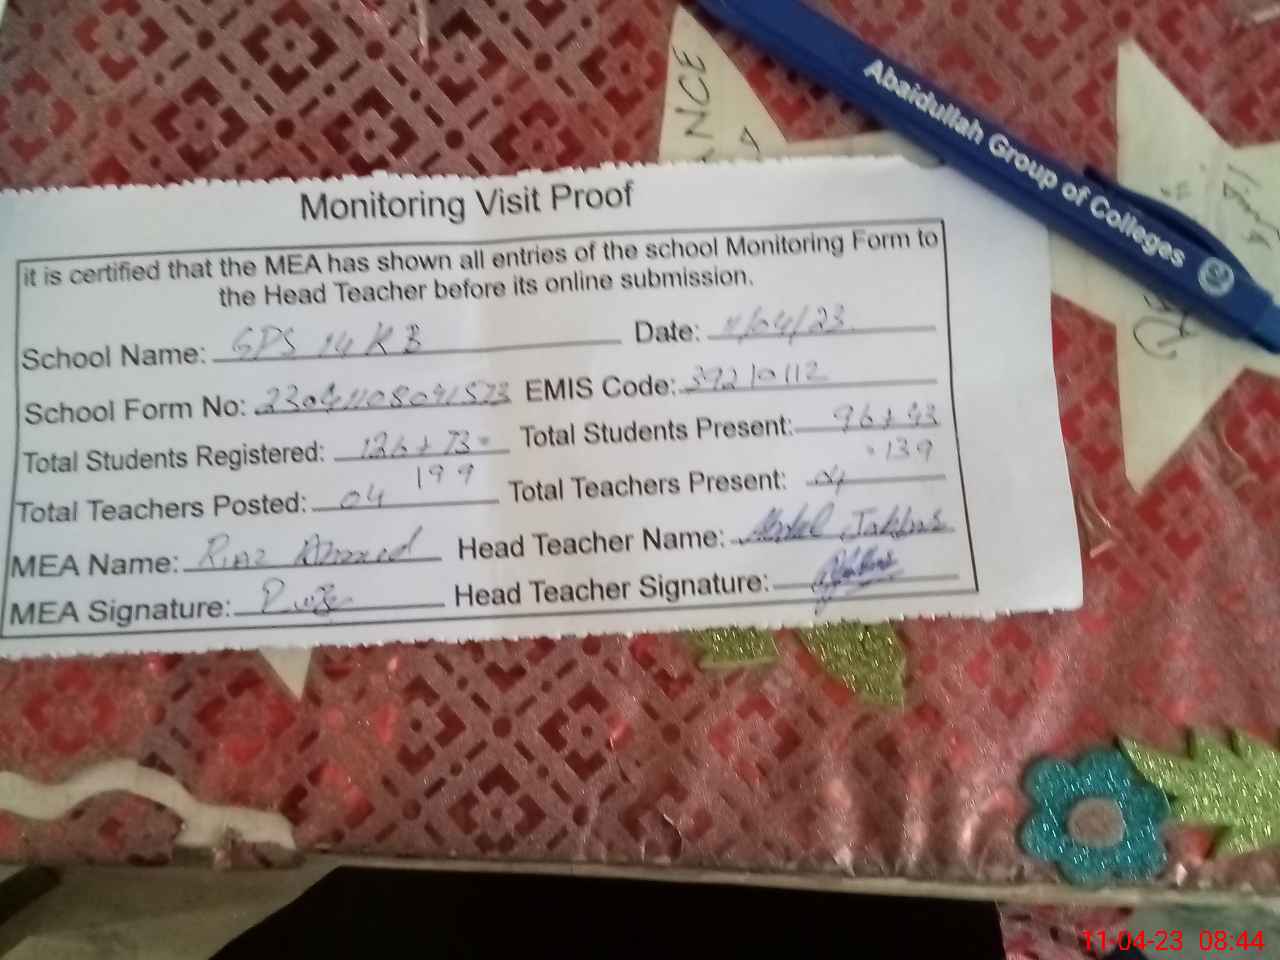 ANCE
Abaidullah Group of Colleges
Monitoring Visit Proof
it is certified that the MEA has shown all entries of the school Monitoring Form to
the Head Teacher before its online submission.
School Name: GPS 14 KB Date: 11/04/23
School Form No: EMIS Code: 39210112
Total Students Registered: 126+73= Total Students Present: 96+43
199 =139
Total Teachers Posted: 04 Total Teachers Present: 04
MEA Name: Riaz Ahmed Head Teacher Name:
MEA Signature: Head Teacher Signature:
11-04-23 08:44